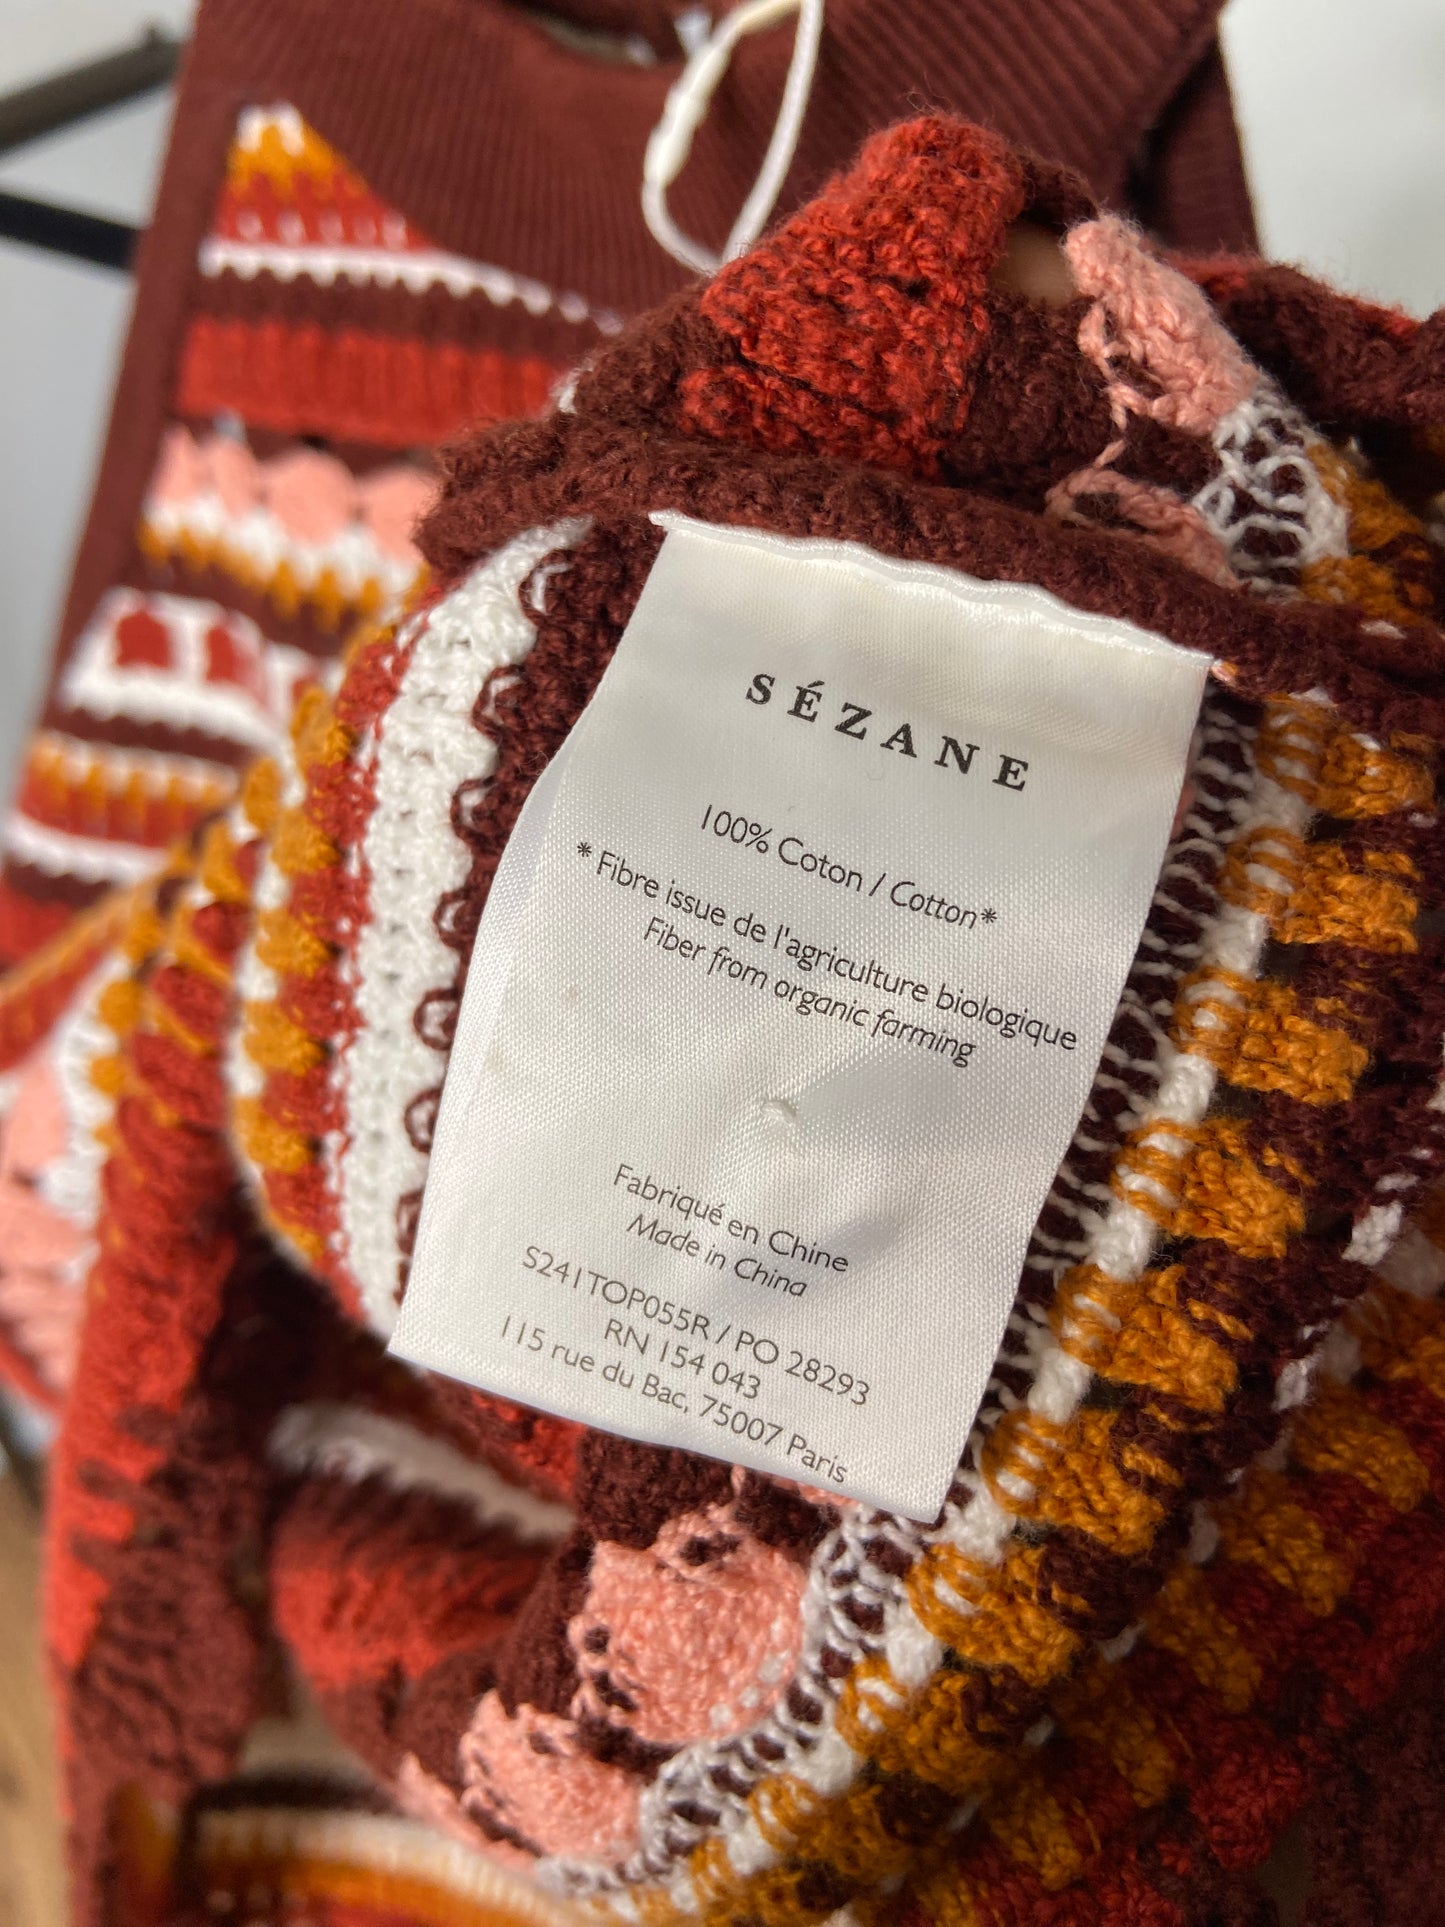 SÉZANE
100% Coton / Cotton*
* Fibre issue de l'agriculture biologique
Fiber from organic farming
Fabriqué en Chine
Made in China
S241TOP055R / PO 28293
RN 154 043
115 rue du Bac, 75007 Paris